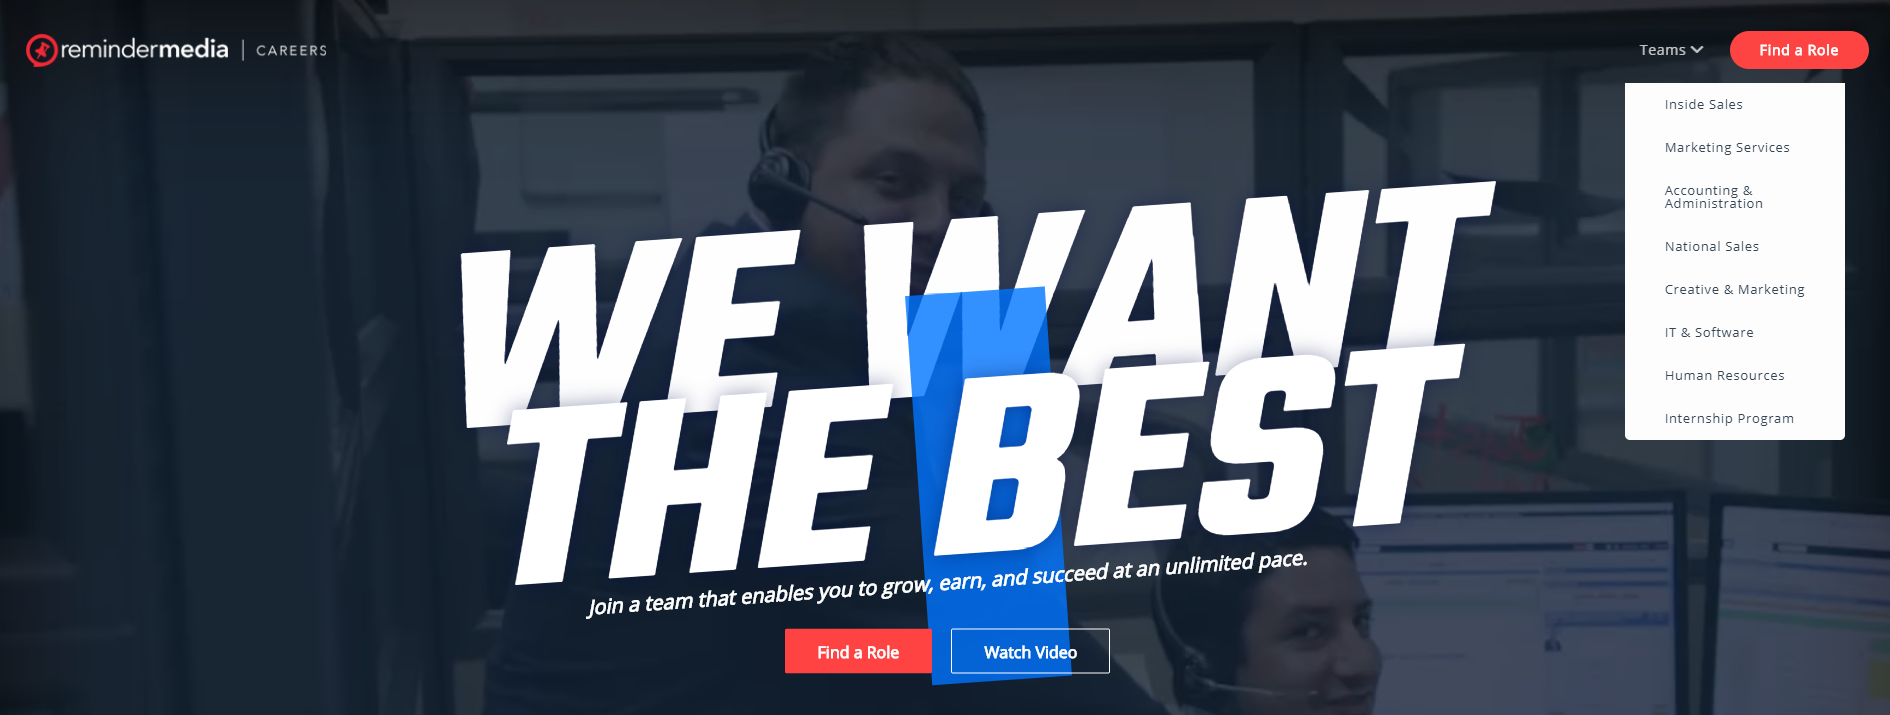 remindermedia | CAREERS
Teams
Find a Role
Inside Sales
Marketing Services
Accounting &
Administration
National Sales
Creative & Marketing
IT & Software
Human Resources
Internship Program
WE WANT
THE BEST
Join a team that enables you to grow, earn, and succeed at an unlimited pace.
Find a Role
Watch Video